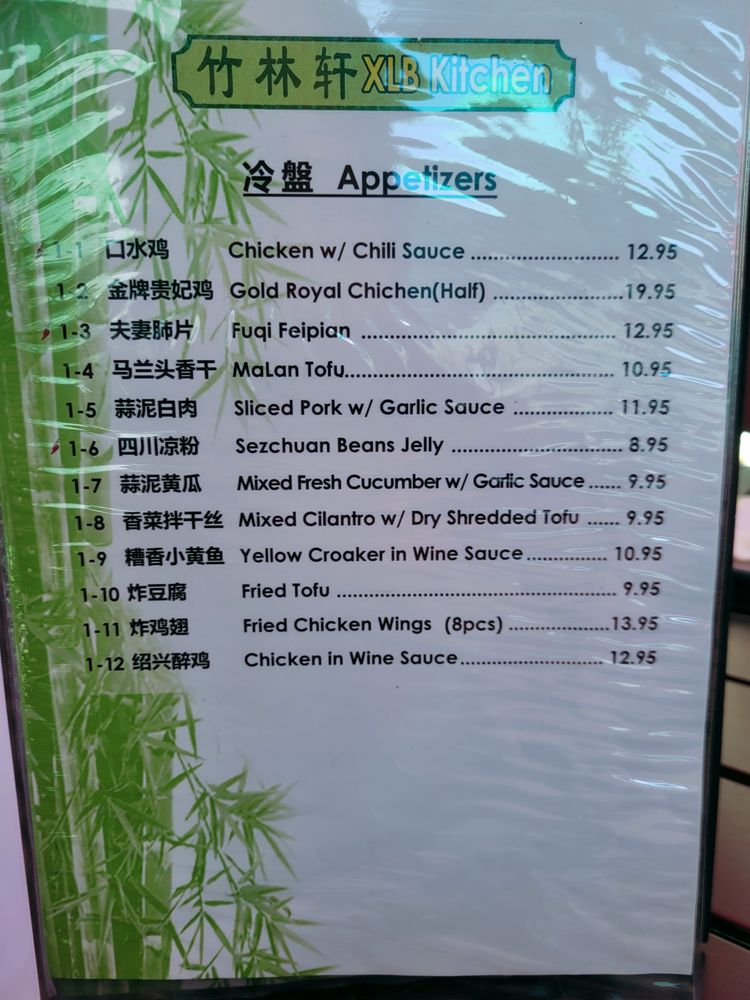 竹林轩 XLB Kitchen
冷盤 Appetizers
1-1 口水鸡 Chicken w/ Chili Sauce ........................... 12.95
1-2 金牌贵妃鸡 Gold Royal Chichen(Half) .......................19.95
1-3 夫妻肺片 Fuqi Feipian ............................................... 12.95
1-4 马兰头香干 MaLan Tofu................................................ 10.95
1-5 蒜泥白肉 Sliced Pork w/ Garlic Sauce .................. 11.95
1-6 四川凉粉 Sezchuan Beans Jelly ............................... 8.95
1-7 蒜泥黄瓜 Mixed Fresh Cucumber w/ Garlic Sauce ...... 9.95
1-8 香菜拌干丝 Mixed Cilantro w/ Dry Shredded Tofu ...... 9.95
1-9 糟香小黄鱼 Yellow Croaker in Wine Sauce............... 10.95
1-10 炸豆腐 Fried Tofu .................................................... 9.95
1-11 炸鸡翅 Fried Chicken Wings (8pcs) ...................13.95
1-12 绍兴醉鸡 Chicken in Wine Sauce........................... 12.95